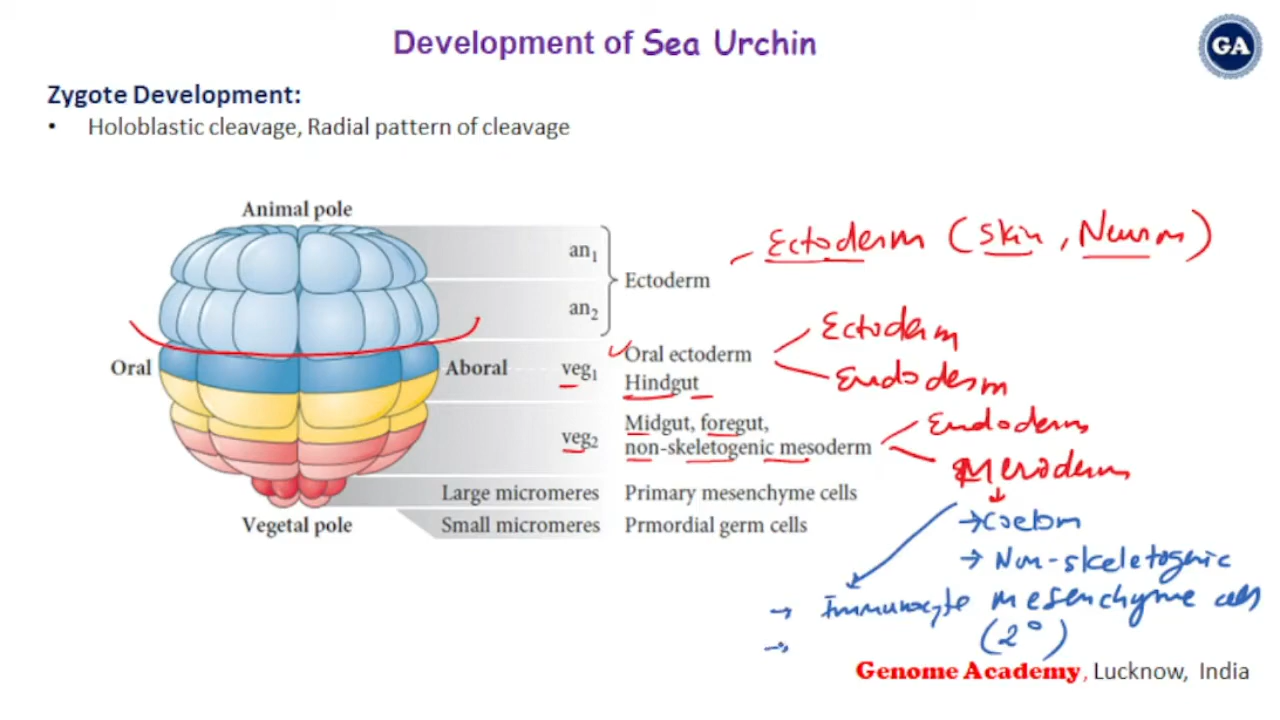 Development of Sea Urchin
GA
Zygote Development:
• Holoblastic cleavage, Radial pattern of cleavage
Animal pole
an1
Ectoderm
an2
Ectoderm (Skin, Neuron)
Oral
Aboral
veg1
Oral ectoderm
Hindgut
Ectoderm
Endoderm
veg2
Midgut, foregut,
non-skeletogenic mesoderm
Endoderm
Mesoderm
Large micromeres
Primary mesenchyme cells
Vegetal pole
Small micromeres
Prmordial germ cells
→ Coelom
→ Non-skeletogenic
mesenchyme cells
(2°)
→ Immunocyte
→
Genome Academy, Lucknow, India